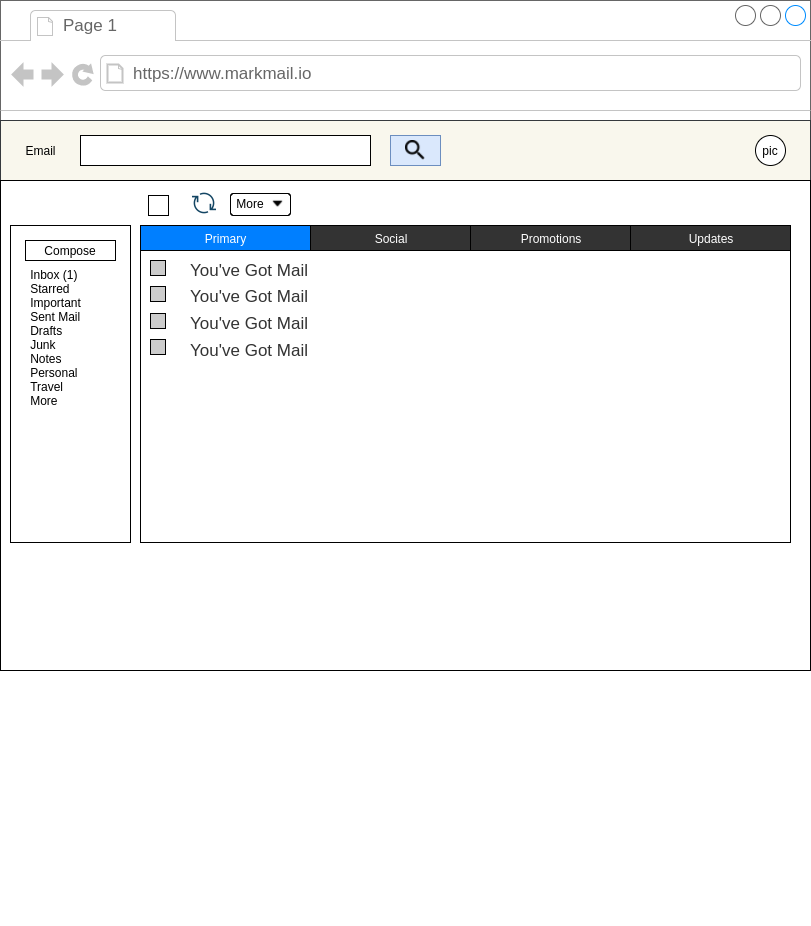 Page 1
https://www.markmail.io
Email
pic
More
Compose
Inbox (1)
Starred
Important
Sent Mail
Drafts
Junk
Notes
Personal
Travel
More
Primary Social Promotions Updates
You've Got Mail
You've Got Mail
You've Got Mail
You've Got Mail